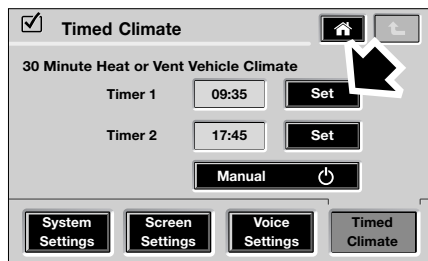 Timed Climate
30 Minute Heat or Vent Vehicle Climate
Timer 1 09:35 Set
Timer 2 17:45 Set
Manual
System Settings
Screen Settings
Voice Settings
Timed Climate